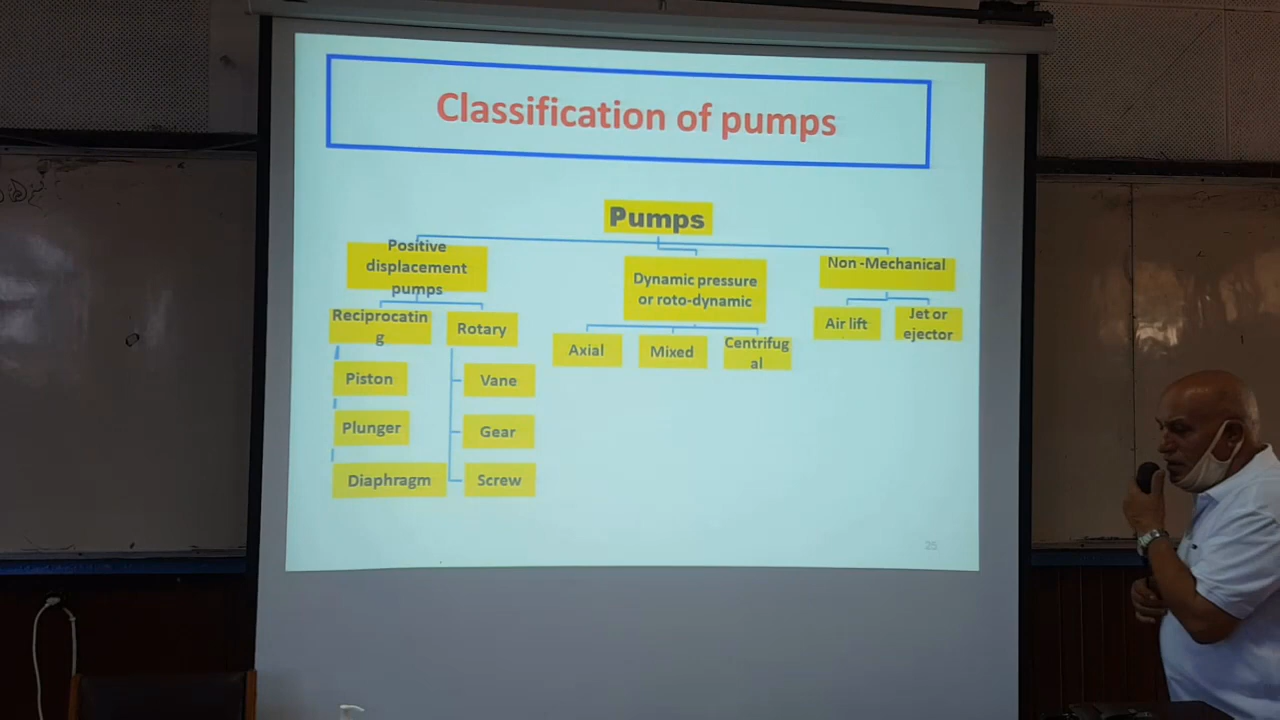 Classification of pumps
Pumps
Positive
displacement
pumps
Dynamic pressure
or roto-dynamic
Non-Mechanical
Reciprocatin
g
Rotary
Axial
Mixed
Centrifug
al
Air lift
Jet or
ejector
Piston
Vane
Plunger
Gear
Diaphragm
Screw
25